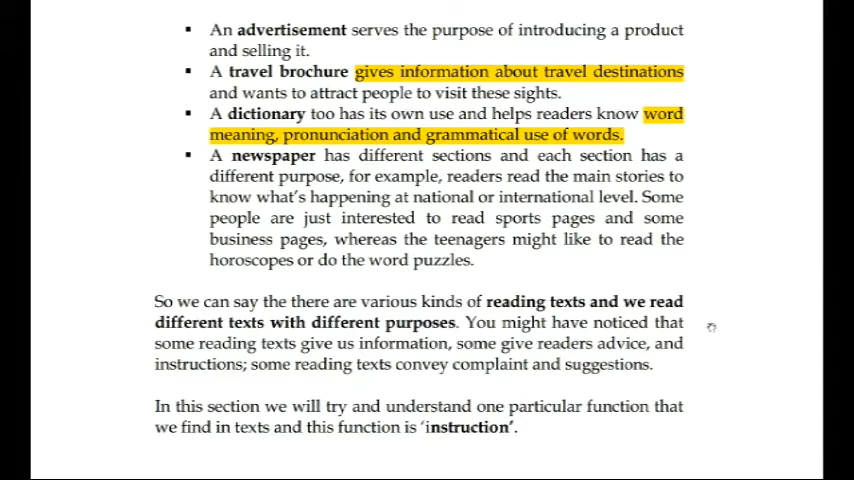 ▪ An advertisement serves the purpose of introducing a product
and selling it.
▪ A travel brochure gives information about travel destinations
and wants to attract people to visit these sights.
▪ A dictionary too has its own use and helps readers know word
meaning, pronunciation and grammatical use of words.
▪ A newspaper has different sections and each section has a
different purpose, for example, readers read the main stories to
know what's happening at national or international level. Some
people are just interested to read sports pages and some
business pages, whereas the teenagers might like to read the
horoscopes or do the word puzzles.
So we can say the there are various kinds of reading texts and we read
different texts with different purposes. You might have noticed that
some reading texts give us information, some give readers advice, and
instructions; some reading texts convey complaint and suggestions.
In this section we will try and understand one particular function that
we find in texts and this function is 'instruction'.